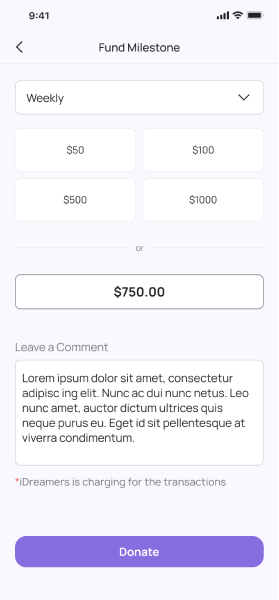 9:41
Fund Milestone
Weekly
$50
$100
$500
$1000
or
$750.00
Leave a Comment
Lorem ipsum dolor sit amet, consectetur
adipisc ing elit. Nunc ac dui nunc netus. Leo
nunc amet, auctor dictum ultrices quis
neque purus eu. Eget id sit pellentesque at
viverra condimentum.
*iDreamers is charging for the transactions
Donate